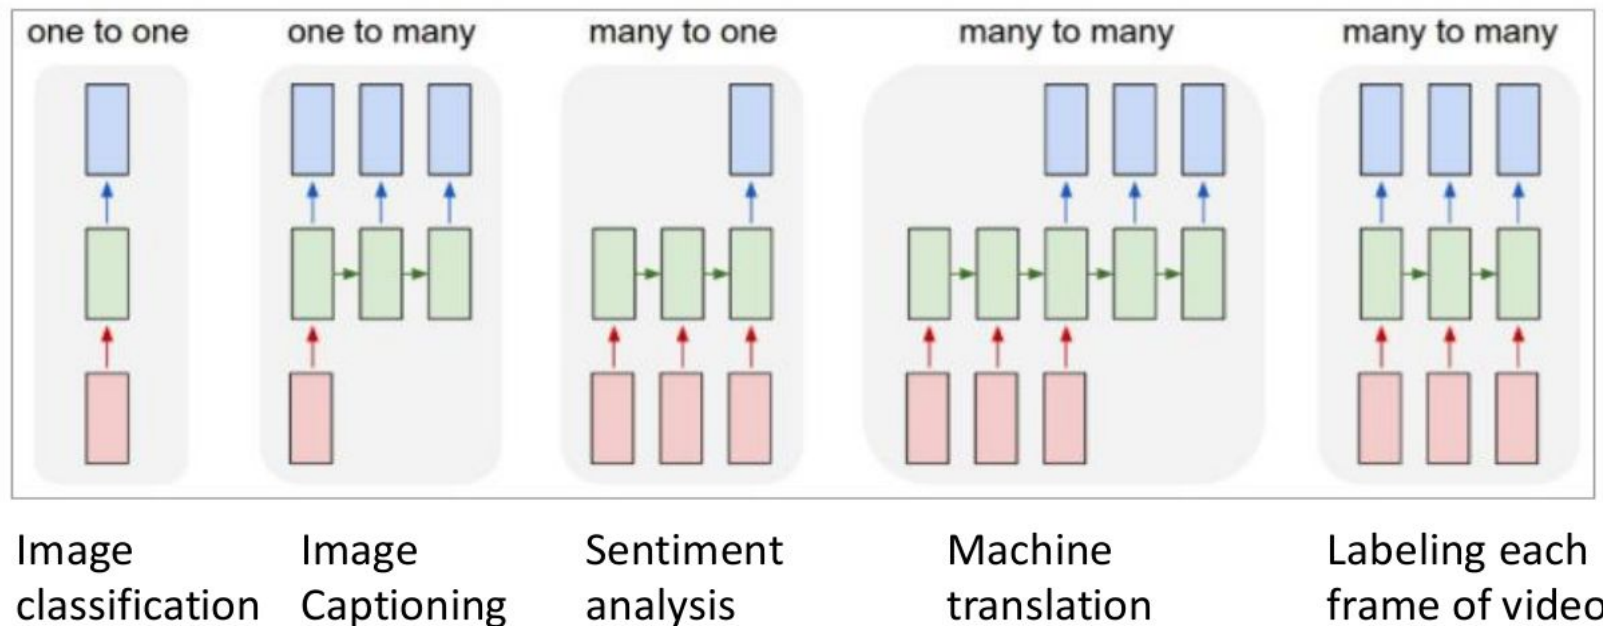 one to one
one to many
many to one
many to many
many to many
Image
classification
Image
Captioning
Sentiment
analysis
Machine
translation
Labeling each
frame of video